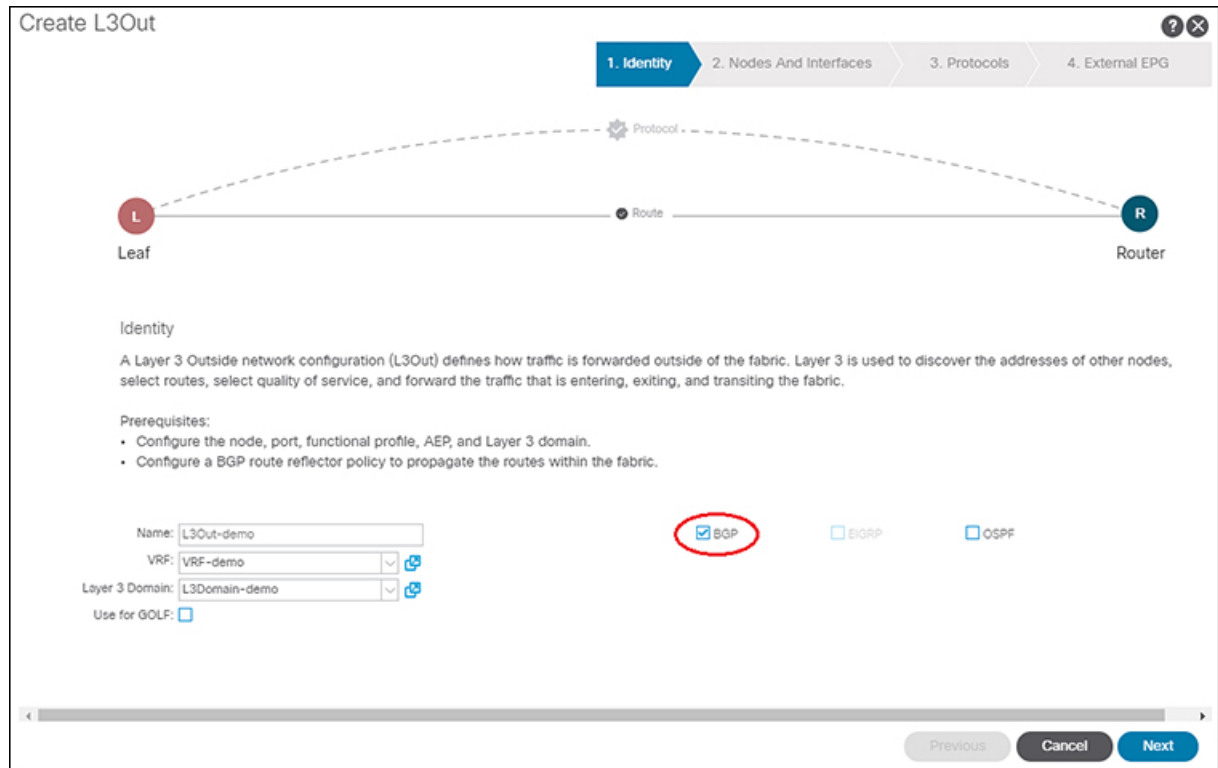 Create L3Out
1. Identity
2. Nodes And Interfaces
3. Protocols
4. External EPG
Protocol
L
Route
R
Leaf
Router
Identity
A Layer 3 Outside network configuration (L3Out) defines how traffic is forwarded outside of the fabric. Layer 3 is used to discover the addresses of other nodes,
select routes, select quality of service, and forward the traffic that is entering, exiting, and transiting the fabric.
Prerequisites:
• Configure the node, port, functional profile, AEP, and Layer 3 domain.
• Configure a BGP route reflector policy to propagate the routes within the fabric.
Name: L3Out-demo
BGP
EIGRP
OSPF
VRF: VRF-demo
Layer 3 Domain: L3Domain-demo
Use for GOLF:
Previous
Cancel
Next